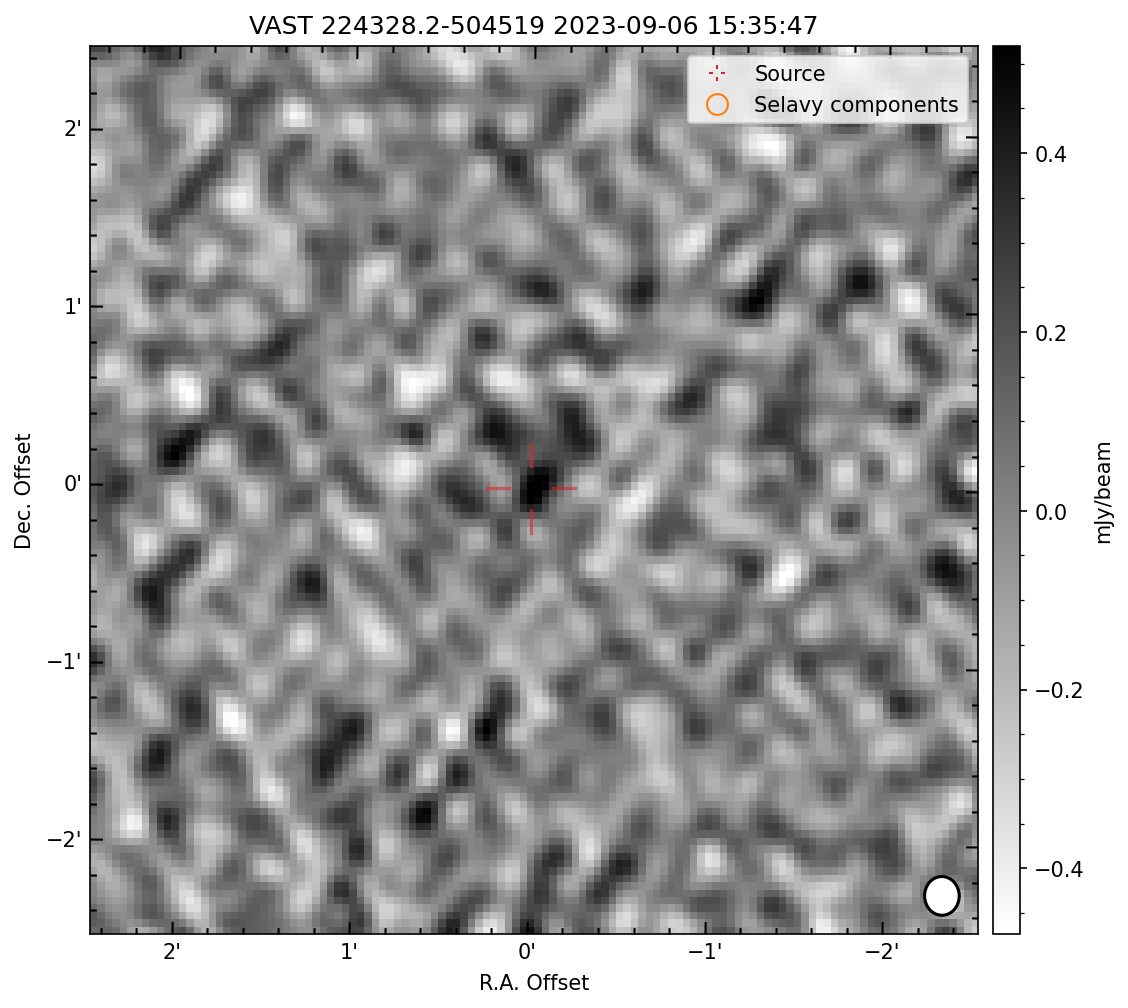 VAST 224328.2-504519 2023-09-06 15:35:47
Source
Selavy components
2'
1'
0'
−1'
−2'
Dec. Offset
2'
1'
0'
−1'
−2'
R.A. Offset
0.4
0.2
0.0
−0.2
−0.4
mJy/beam